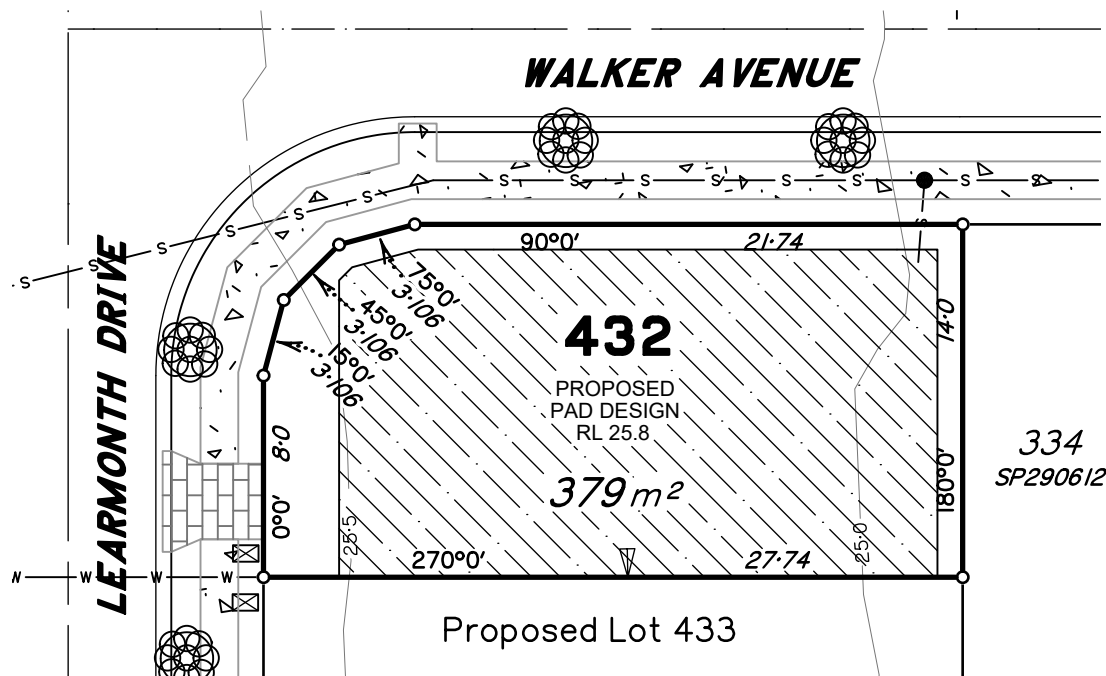 WALKER AVENUE
S S S S S S S S
S S S S S
S
90°0' 21·74
75°0'
3·106
45°0'
3·106
15°0'
3·106
LEARMONTH DRIVE
432
PROPOSED
PAD DESIGN
RL 25.8
379 m²
14·0
180°0'
8·0
0°0'
334
SP290612
25·5
25·0
270°0' 27·74
W W W W
Proposed Lot 433